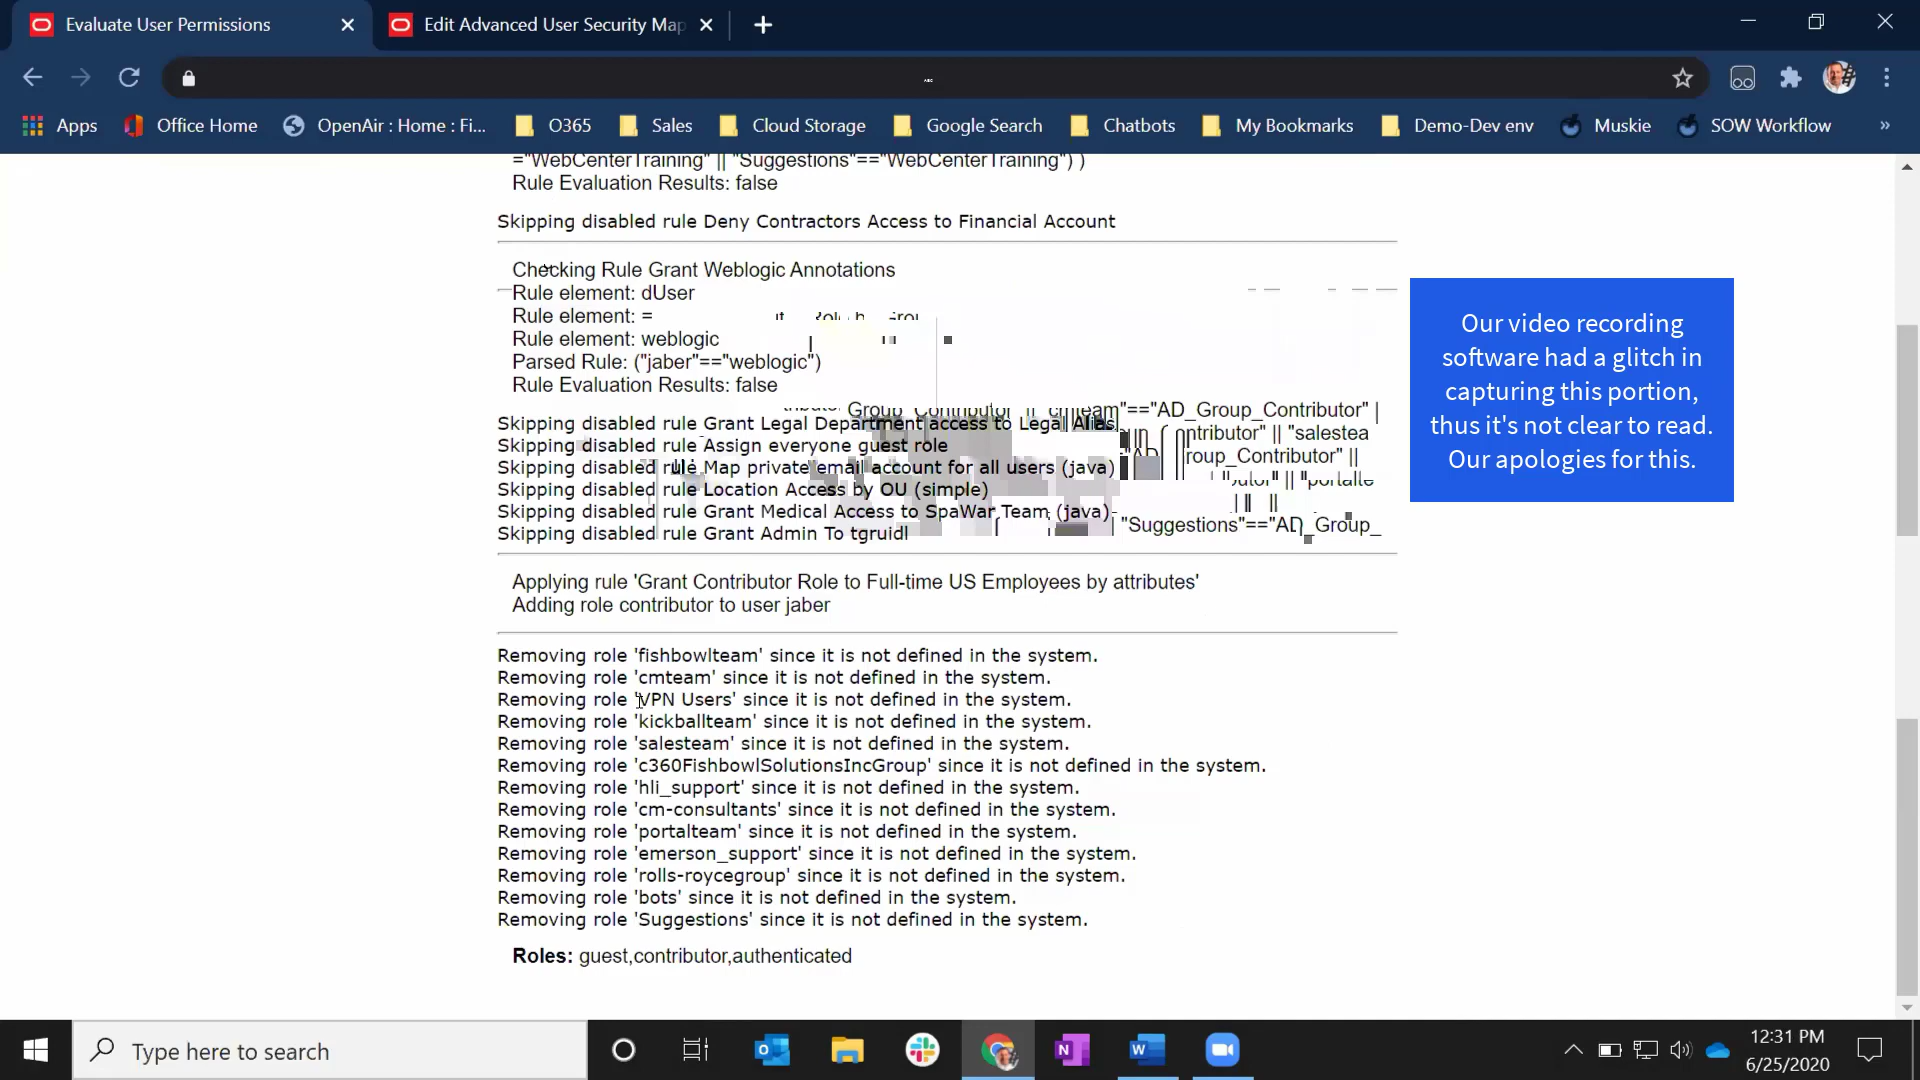 Evaluate User Permissions
Edit Advanced User Security Map
Apps
Office Home
OpenAir : Home : Fi...
O365
Sales
Cloud Storage
Google Search
Chatbots
My Bookmarks
Demo-Dev env
Muskie
SOW Workflow
»
="WebCenterTraining" || "Suggestions"=="WebCenterTraining") )
Rule Evaluation Results: false
Skipping disabled rule Deny Contractors Access to Financial Account
Checking Rule Grant Weblogic Annotations
Rule element: dUser
Rule element: =
Rule element: weblogic
Parsed Rule: ("jaber"=="weblogic")
Rule Evaluation Results: false
Group Contributor || "cmteam"=="AD_Group_Contributor" |
Skipping disabled rule Grant Legal Department access to Legal Alias
ontributor" || "salestea
Skipping disabled rule Assign everyone guest role
roup_Contributor" ||
Skipping disabled rule Map private email account for all users (java)
Skipping disabled rule Location Access by OU (simple)
Skipping disabled rule Grant Medical Access to SpaWar Team (java)
"Suggestions"=="AD_Group_
Skipping disabled rule Grant Admin To tgruidl
Applying rule 'Grant Contributor Role to Full-time US Employees by attributes'
Adding role contributor to user jaber
Removing role 'fishbowlteam' since it is not defined in the system.
Removing role 'cmteam' since it is not defined in the system.
Removing role 'VPN Users' since it is not defined in the system.
Removing role 'kickballteam' since it is not defined in the system.
Removing role 'salesteam' since it is not defined in the system.
Removing role 'c360FishbowlSolutionsIncGroup' since it is not defined in the system.
Removing role 'hli_support' since it is not defined in the system.
Removing role 'cm-consultants' since it is not defined in the system.
Removing role 'portalteam' since it is not defined in the system.
Removing role 'emerson_support' since it is not defined in the system.
Removing role 'rolls-roycegroup' since it is not defined in the system.
Removing role 'bots' since it is not defined in the system.
Removing role 'Suggestions' since it is not defined in the system.
Roles: guest,contributor,authenticated
Our video recording
software had a glitch in
capturing this portion,
thus it's not clear to read.
Our apologies for this.
Type here to search
12:31 PM
6/25/2020